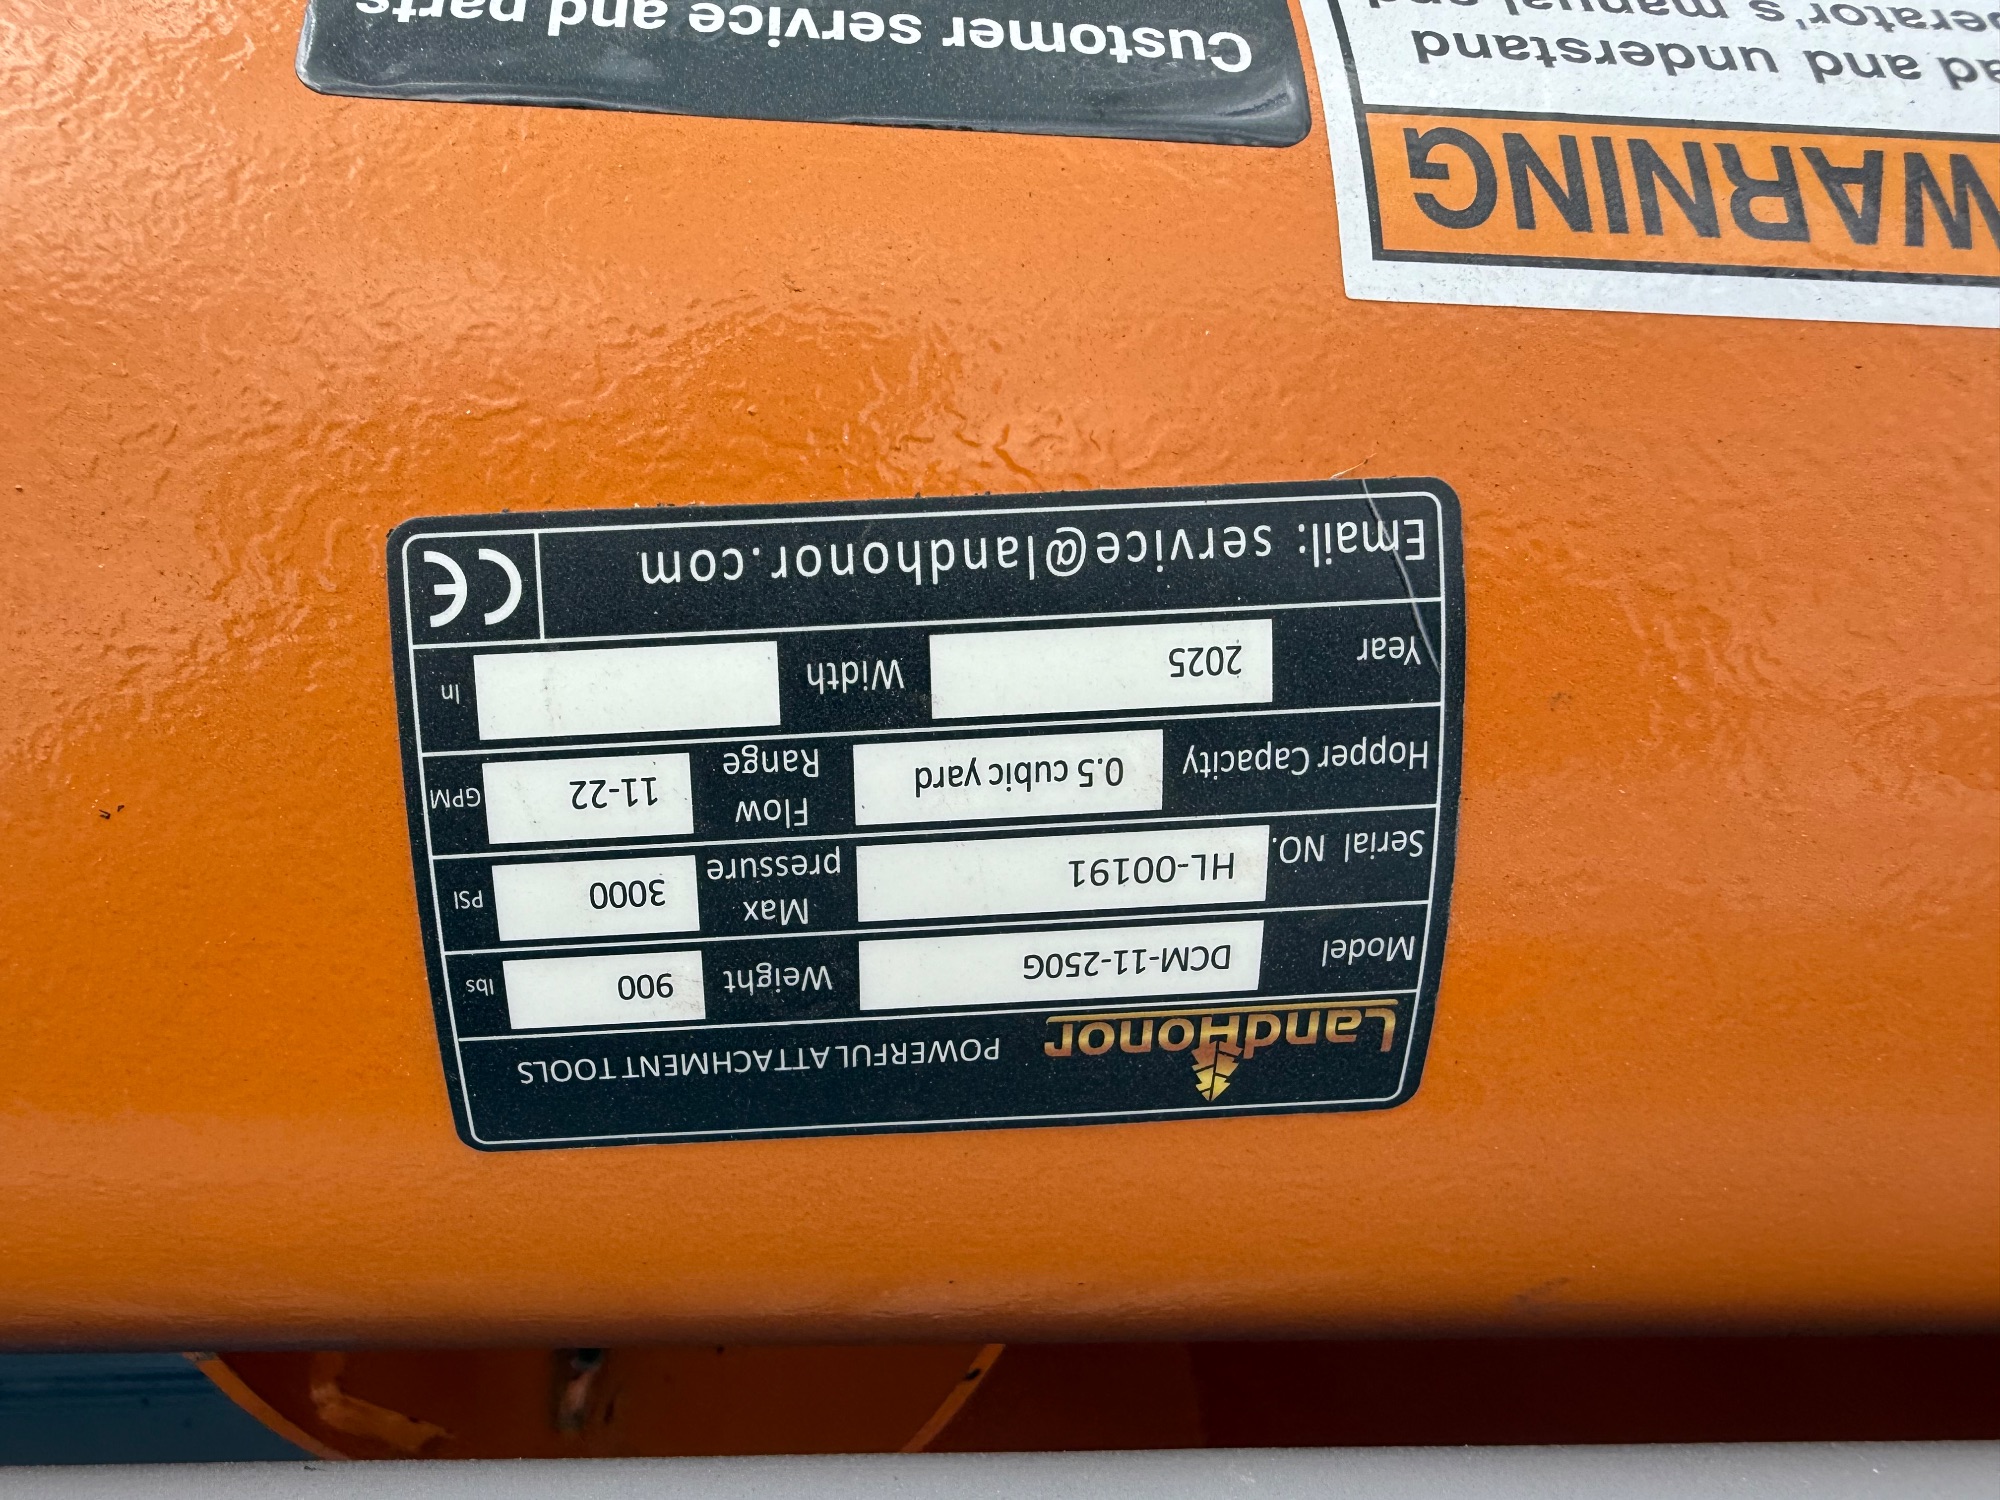 LANDHONOR POWERFUL ATTACHMENT TOOLS
Model DCM-11-250G Weight 900 lbs
Serial NO. HL-00191 Max pressure 3000 PSI
Hopper Capacity 0.5 cubic yard Flow Range 11-22 GPM
Year 2025 Width In
Email: service@landhonor.com CE
WARNING
and understand
manual and
Customer service and parts